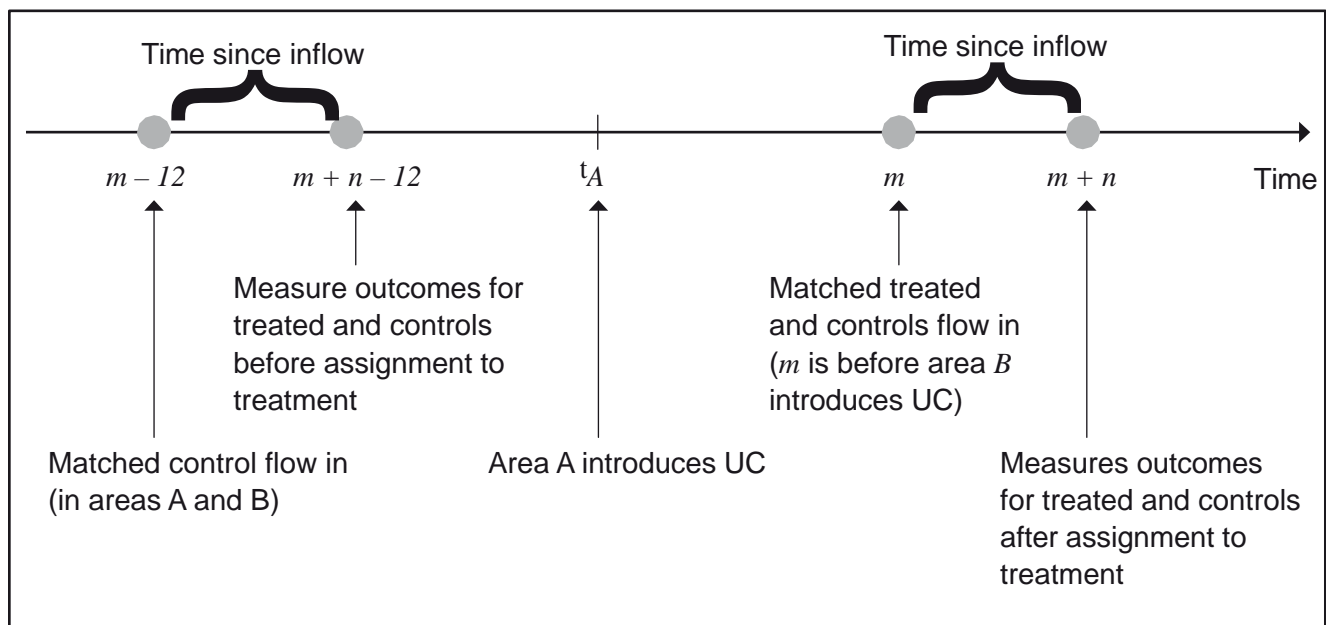 Time since inflow
Time since inflow
m – 12
m + n – 12
tA
m
m + n
Time
Measure outcomes for
treated and controls
before assignment to
treatment
Matched treated
and controls flow in
(m is before area B
introduces UC)
Matched control flow in
(in areas A and B)
Area A introduces UC
Measures outcomes
for treated and controls
after assignment to
treatment